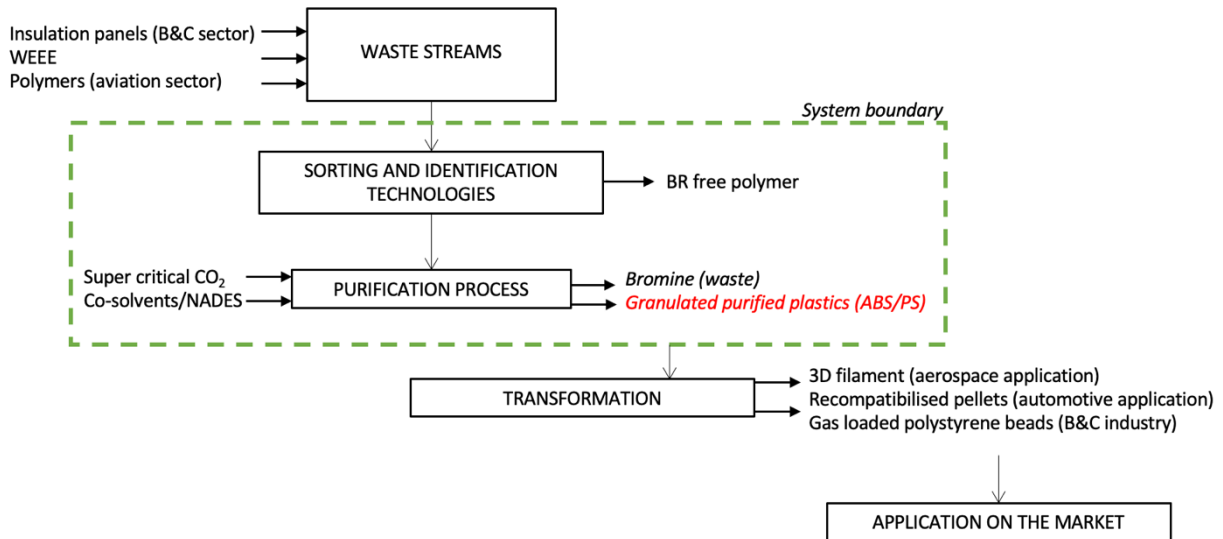 Insulation panels (B&C sector)
WEEE
Polymers (aviation sector)
WASTE STREAMS
System boundary
SORTING AND IDENTIFICATION
TECHNOLOGIES
BR free polymer
Super critical CO₂
Co-solvents/NADES
PURIFICATION PROCESS
Bromine (waste)
Granulated purified plastics (ABS/PS)
TRANSFORMATION
3D filament (aerospace application)
Recompatibilised pellets (automotive application)
Gas loaded polystyrene beads (B&C industry)
APPLICATION ON THE MARKET